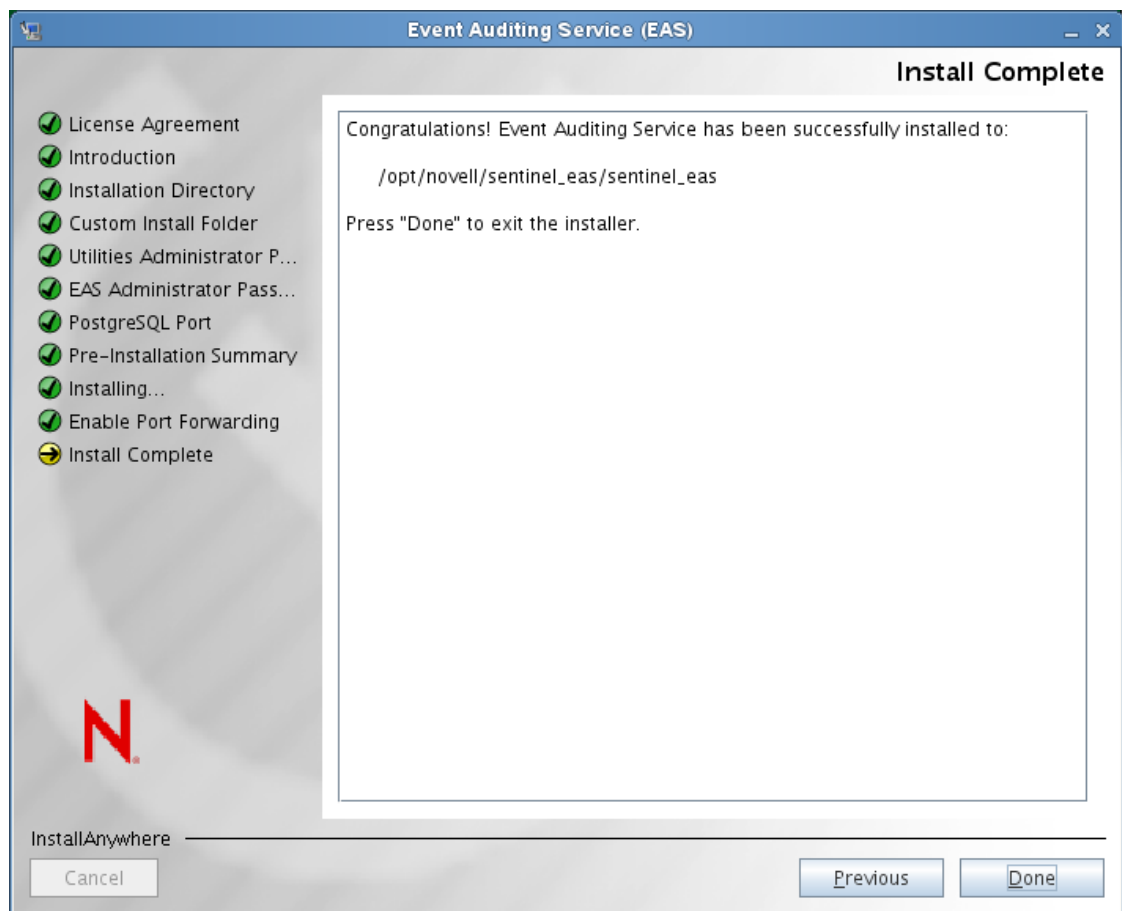 Event Auditing Service (EAS)
Install Complete
License Agreement
Introduction
Installation Directory
Custom Install Folder
Utilities Administrator P...
EAS Administrator Pass...
PostgreSQL Port
Pre-Installation Summary
Installing...
Enable Port Forwarding
Install Complete
Congratulations! Event Auditing Service has been successfully installed to:
/opt/novell/sentinel_eas/sentinel_eas
Press "Done" to exit the installer.
N
InstallAnywhere
Cancel
Previous
Done